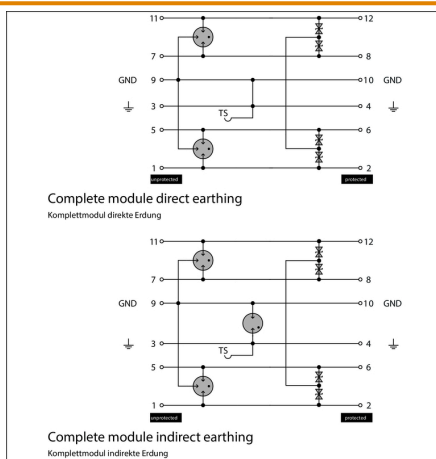 11 12
7 8
GND 9 10 GND
3 4
TS
5 6
1 2
unprotected protected
Complete module direct earthing
Komplettmodul direkte Erdung
11 12
7 8
GND 9 10 GND
3 4
TS
5 6
1 2
unprotected protected
Complete module indirect earthing
Komplettmodul indirekte Erdung